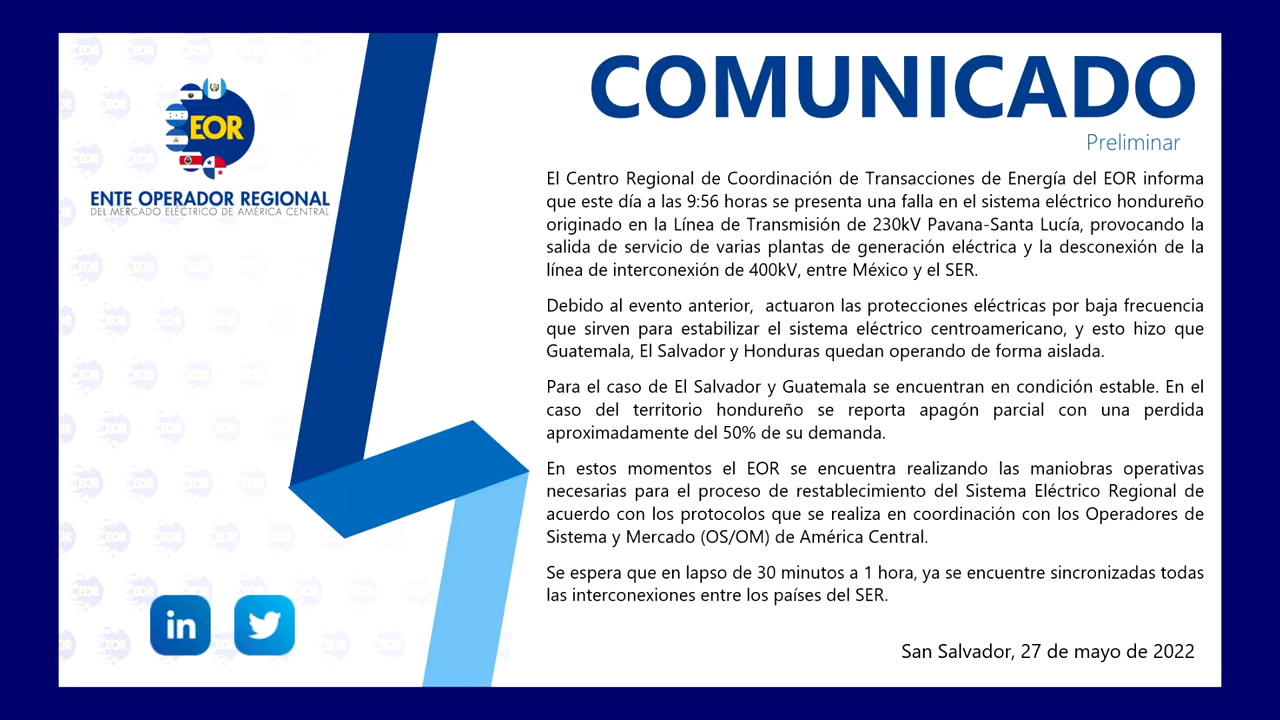 EOR
ENTE OPERADOR REGIONAL
DEL MERCADO ELÉCTRICO DE AMÉRICA CENTRAL
COMUNICADO
Preliminar
El Centro Regional de Coordinación de Transacciones de Energía del EOR informa
que este día a las 9:56 horas se presenta una falla en el sistema eléctrico hondureño
originado en la Línea de Transmisión de 230kV Pavana-Santa Lucía, provocando la
salida de servicio de varias plantas de generación eléctrica y la desconexión de la
línea de interconexión de 400kV, entre México y el SER.
Debido al evento anterior,  actuaron las protecciones eléctricas por baja frecuencia
que sirven para estabilizar el sistema eléctrico centroamericano, y esto hizo que
Guatemala, El Salvador y Honduras quedan operando de forma aislada.
Para el caso de El Salvador y Guatemala se encuentran en condición estable. En el
caso del territorio hondureño se reporta apagón parcial con una perdida
aproximadamente del 50% de su demanda.
En estos momentos el EOR se encuentra realizando las maniobras operativas
necesarias para el proceso de restablecimiento del Sistema Eléctrico Regional de
acuerdo con los protocolos que se realiza en coordinación con los Operadores de
Sistema y Mercado (OS/OM) de América Central.
Se espera que en lapso de 30 minutos a 1 hora, ya se encuentre sincronizadas todas
las interconexiones entre los países del SER.
San Salvador, 27 de mayo de 2022
in